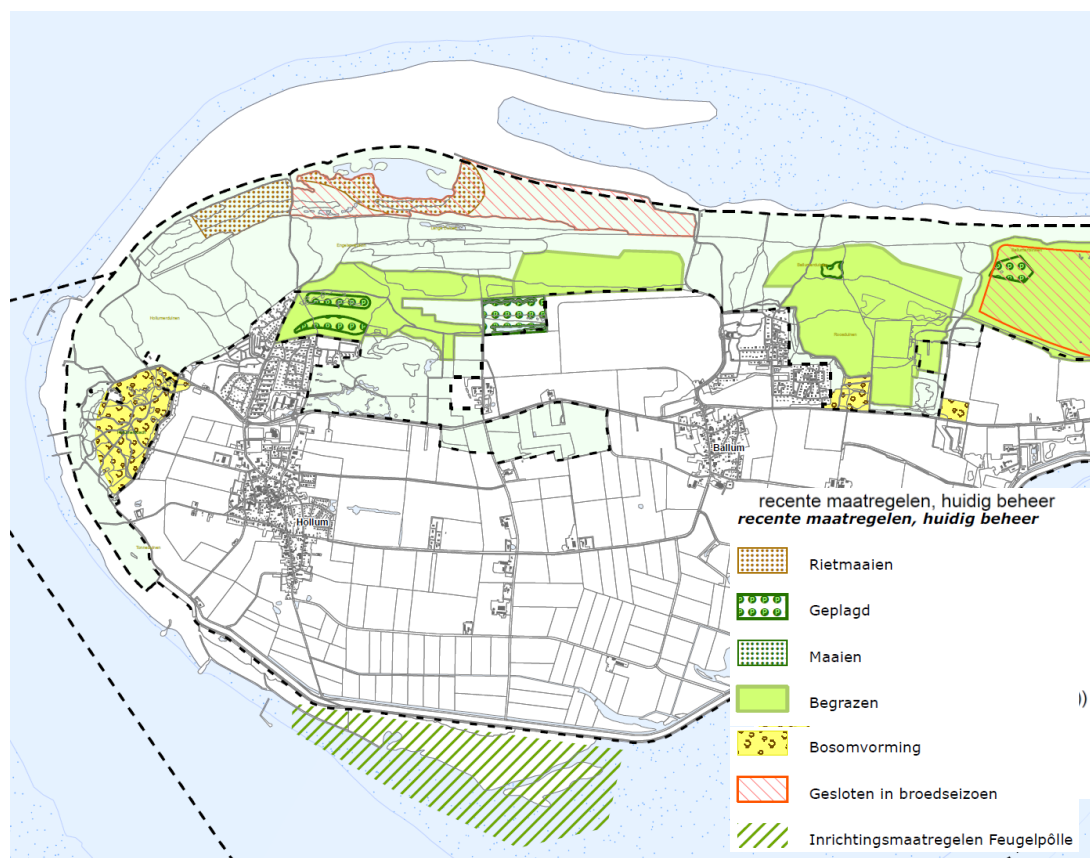 Hollumerduinen
Hollum
Ballum
recente maatregelen, huidig beheer
recente maatregelen, huidig beheer
Rietmaaien
Geplagd
Maaien
Begrazen
))
Bosomvorming
Gesloten in broedseizoen
Inrichtingsmaatregelen Feugelpôlle